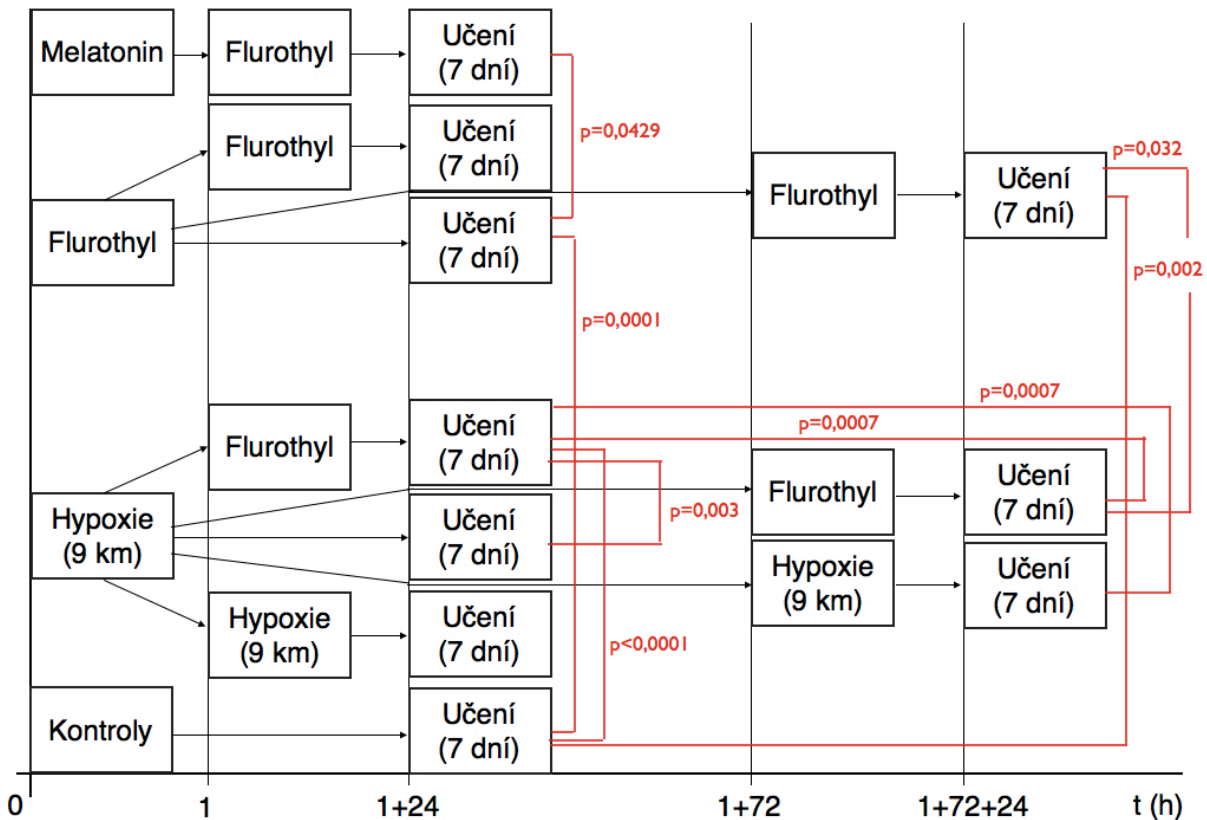 Melatonin
Flurothyl
Učení
(7 dní)
Flurothyl
Učení
(7 dní)
p=0,0429
p=0,032
Flurothyl
Učení
(7 dní)
Flurothyl
Učení
(7 dní)
p=0,002
p=0,0001
p=0,0007
p=0,0007
Flurothyl
Učení
(7 dní)
Flurothyl
Učení
(7 dní)
Hypoxie
(9 km)
Učení
(7 dní)
p=0,003
Hypoxie
(9 km)
Učení
(7 dní)
Hypoxie
(9 km)
Učení
(7 dní)
p<0,0001
Kontroly
Učení
(7 dní)
0
1
1+24
1+72
1+72+24
t (h)